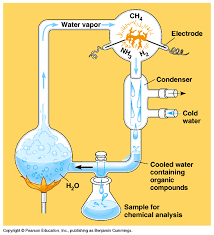 Water vapor
CH4
Electrode
NH3
H2
Condenser
Cold
water
H2O
Cooled water
containing
organic
compounds
Sample for
chemical analysis
Copyright © Pearson Education, Inc., publishing as Benjamin Cummings.